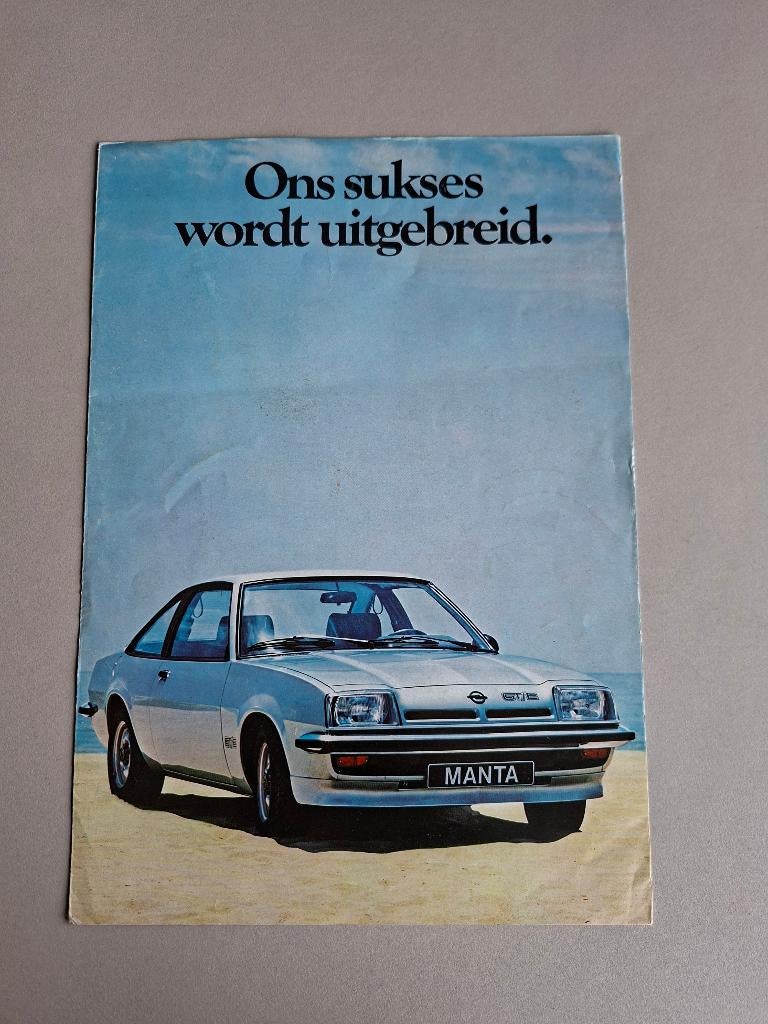 Ons sukses
wordt uitgebreid.
GT/E
MANTA